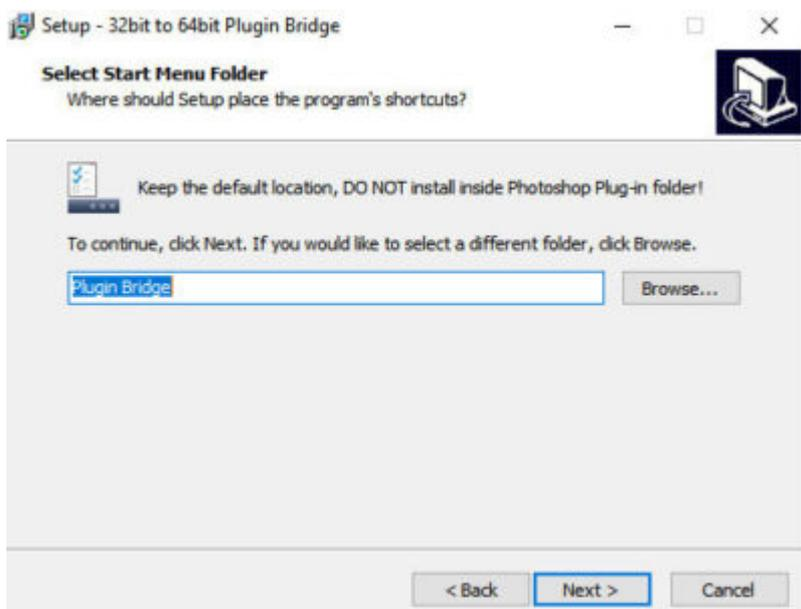 Setup - 32bit to 64bit Plugin Bridge
Select Start Menu Folder
Where should Setup place the program's shortcuts?
Keep the default location, DO NOT install inside Photoshop Plug-in folder!
To continue, click Next. If you would like to select a different folder, click Browse.
Plugin Bridge
Browse...
< Back
Next >
Cancel